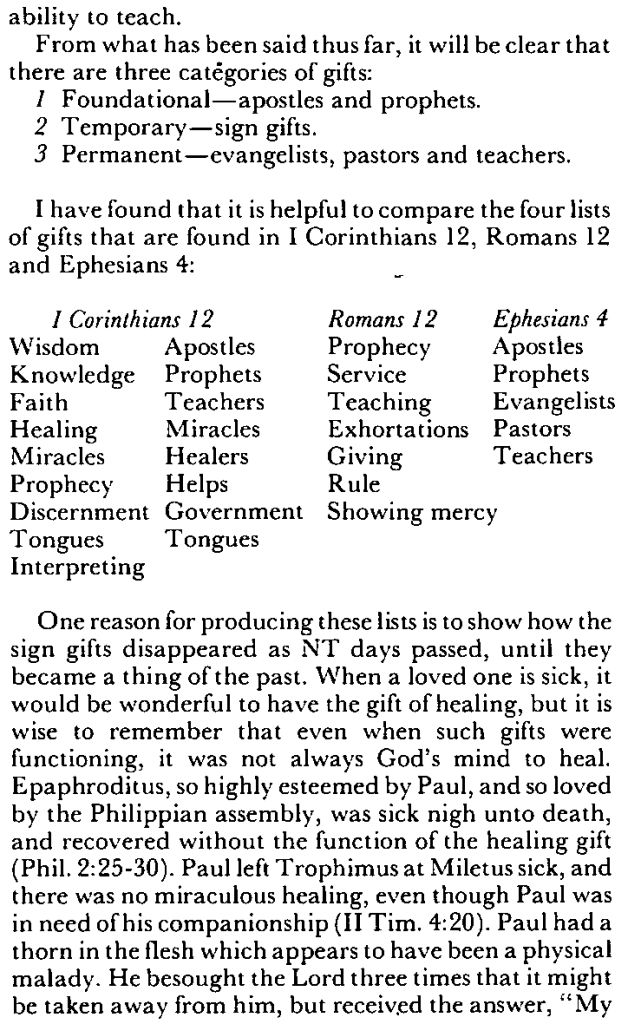 ability to teach.
From what has been said thus far, it will be clear that
there are three categories of gifts:
1 Foundational—apostles and prophets.
2 Temporary—sign gifts.
3 Permanent—evangelists, pastors and teachers.
I have found that it is helpful to compare the four lists
of gifts that are found in I Corinthians 12, Romans 12
and Ephesians 4:
I Corinthians 12 Romans 12 Ephesians 4
Wisdom Apostles Prophecy Apostles
Knowledge Prophets Service Prophets
Faith Teachers Teaching Evangelists
Healing Miracles Exhortations Pastors
Miracles Healers Giving Teachers
Prophecy Helps Rule
Discernment Government Showing mercy
Tongues Tongues
Interpreting
One reason for producing these lists is to show how the
sign gifts disappeared as NT days passed, until they
became a thing of the past. When a loved one is sick, it
would be wonderful to have the gift of healing, but it is
wise to remember that even when such gifts were
functioning, it was not always God's mind to heal.
Epaphroditus, so highly esteemed by Paul, and so loved
by the Philippian assembly, was sick nigh unto death,
and recovered without the function of the healing gift
(Phil. 2:25-30). Paul left Trophimus at Miletus sick, and
there was no miraculous healing, even though Paul was
in need of his companionship (II Tim. 4:20). Paul had a
thorn in the flesh which appears to have been a physical
malady. He besought the Lord three times that it might
be taken away from him, but received the answer, “My